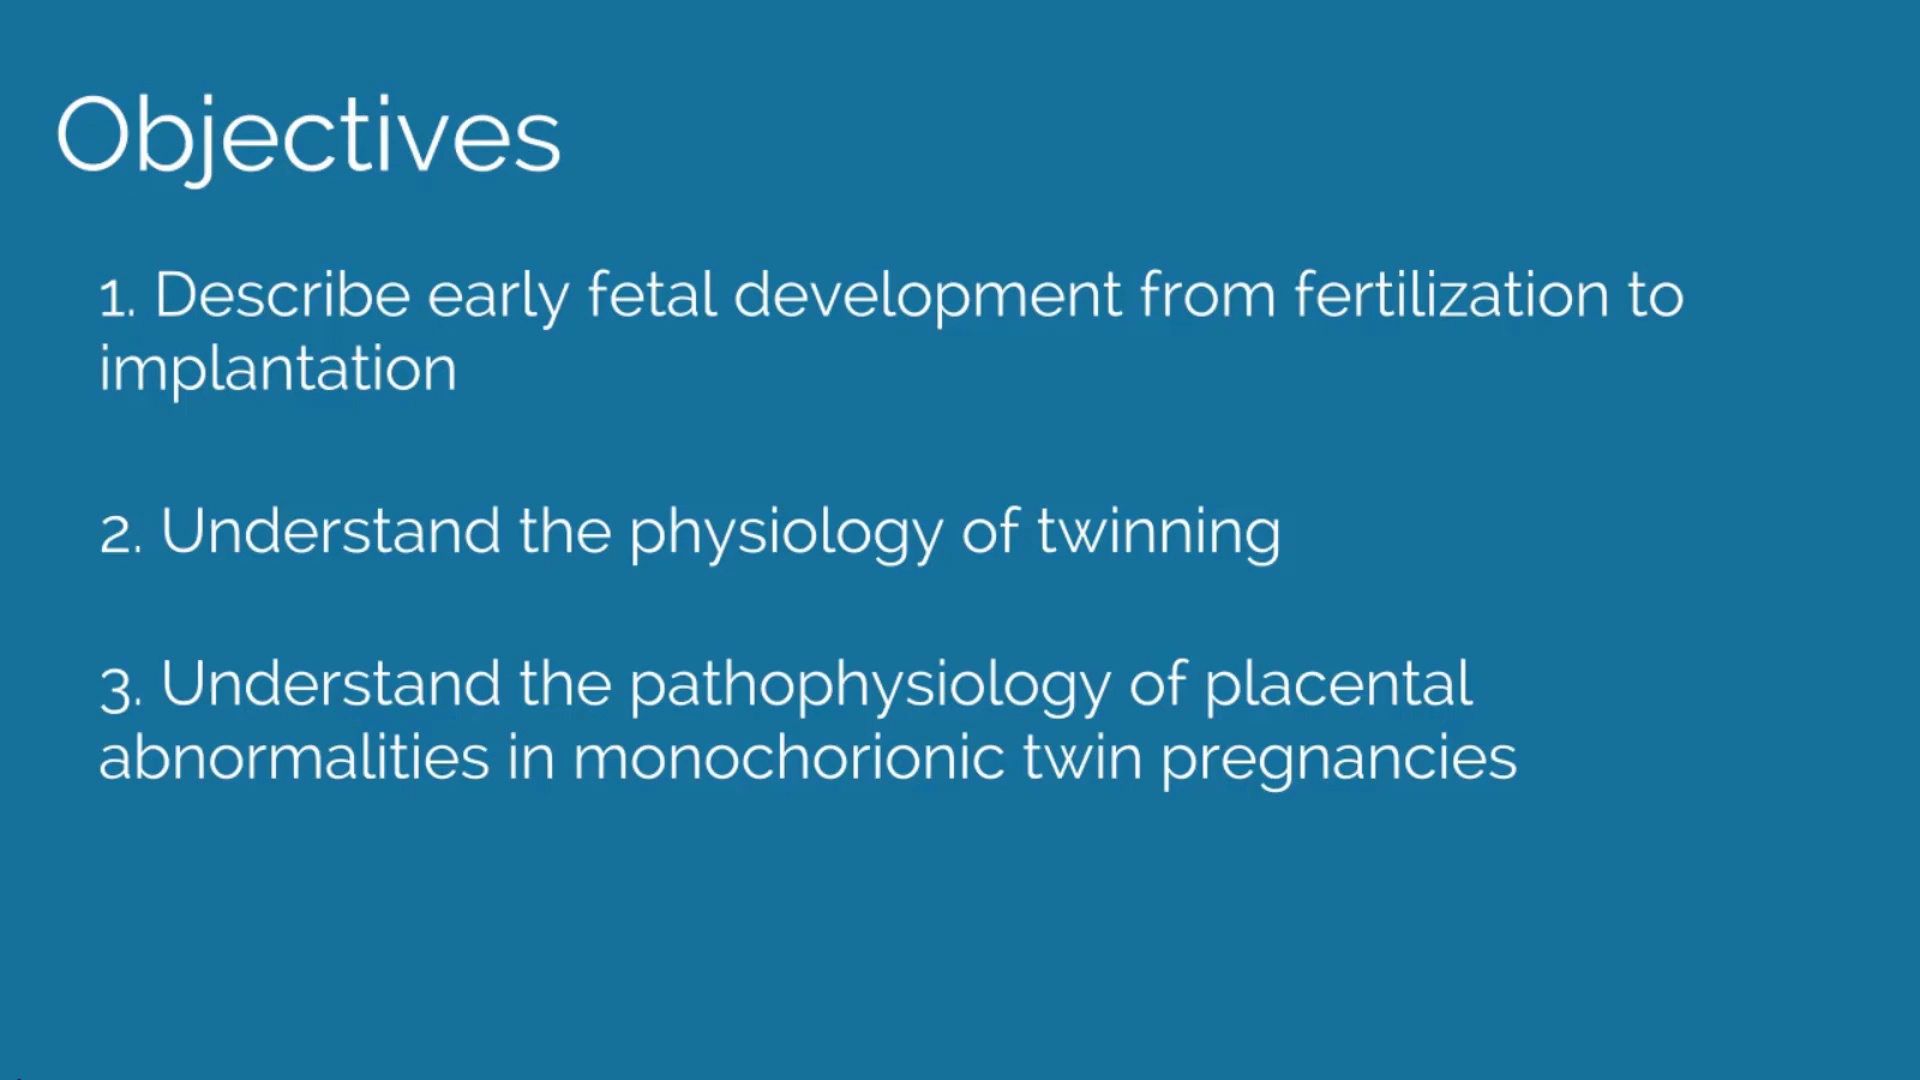 Objectives
1. Describe early fetal development from fertilization to
implantation
2. Understand the physiology of twinning
3. Understand the pathophysiology of placental
abnormalities in monochorionic twin pregnancies